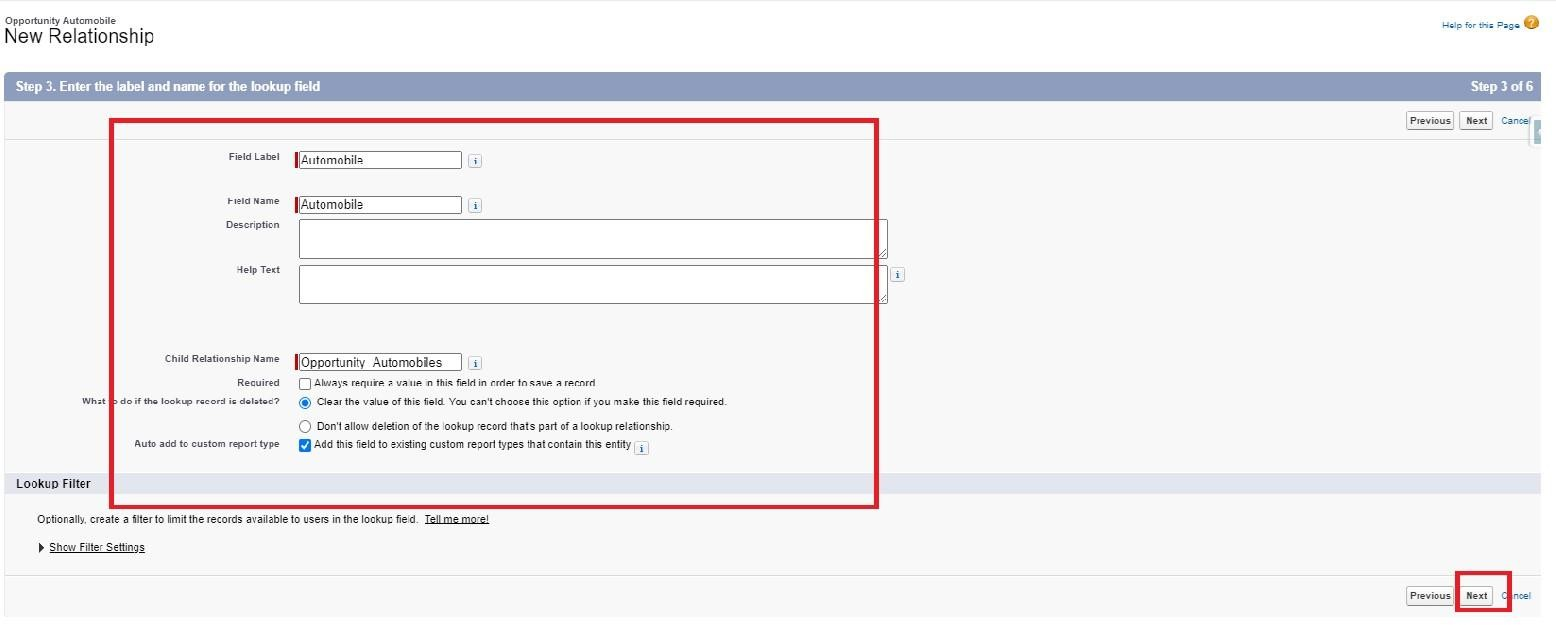 Opportunity Automobile
New Relationship
Help for this Page
Step 3. Enter the label and name for the lookup field
Step 3 of 6
Previous Next Cancel
Field Label Automobile
Field Name Automobile
Description
Help Text
Child Relationship Name Opportunity_Automobiles
Required Always require a value in this field in order to save a record
What to do if the lookup record is deleted? Clear the value of this field. You can't choose this option if you make this field required.
Don't allow deletion of the lookup record that's part of a lookup relationship.
Auto add to custom report type Add this field to existing custom report types that contain this entity
Lookup Filter
Optionally, create a filter to limit the records available to users in the lookup field. Tell me more!
Show Filter Settings
Previous Next Cancel